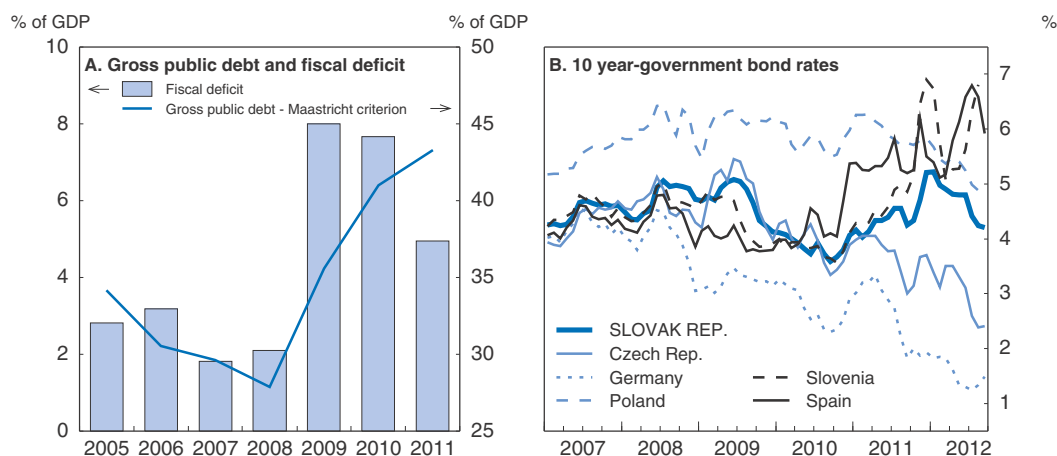 % of GDP
% of GDP
%
10
50
A. Gross public debt and fiscal deficit
Fiscal deficit
Gross public debt - Maastricht criterion
8
45
6
40
4
35
2
30
0
25
2005 2006 2007 2008 2009 2010 2011
B. 10 year-government bond rates
7
6
5
4
3
2
1
SLOVAK REP.
Czech Rep.
Germany
Poland
Slovenia
Spain
2007 2008 2009 2010 2011 2012